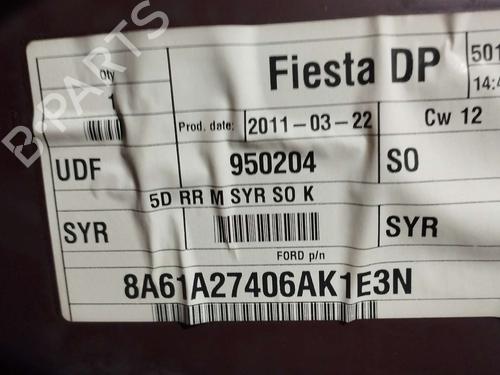 B-PARTS
Qty
1
Fiesta DP
501
14:4
Prod. date:
2011-03-22
Cw 12
UDF
950204
SO
5D RR M SYR SO K
SYR
SYR
FORD p/n
8A61A27406AK1E3N